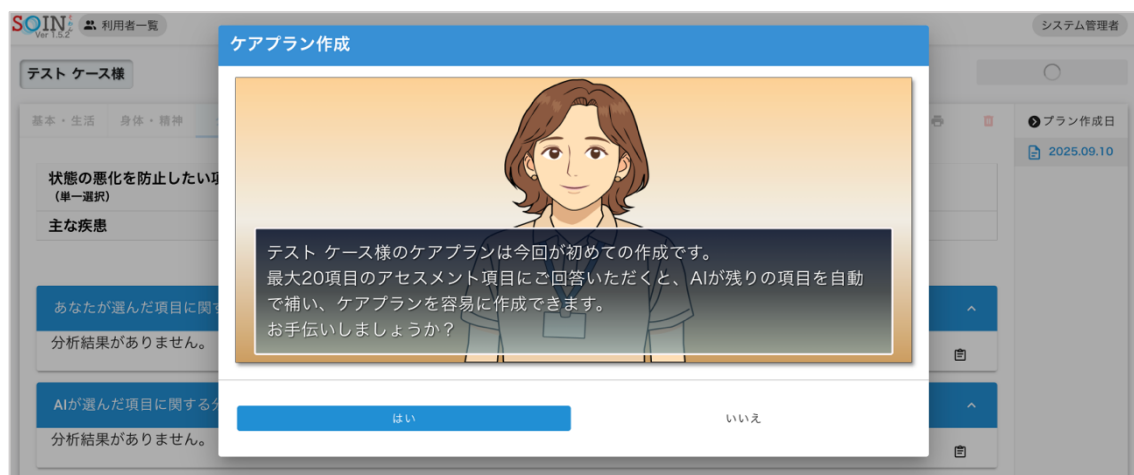 SOIN
Ver 1.5.2
利用者一覧
システム管理者
テスト ケース様
ケアプラン作成
基本・生活
身体・精神
プラン作成日
2025.09.10
状態の悪化を防止したい
（単一選択）
主な疾患
テスト ケース様のケアプランは今回が初めての作成です。
最大20項目のアセスメント項目にご回答いただくと、AIが残りの項目を自動
で補い、ケアプランを容易に作成できます。
お手伝いしましょうか？
あなたが選んだ項目に関す
分析結果がありません。
AIが選んだ項目に関する
分析結果がありません。
はい
いいえ